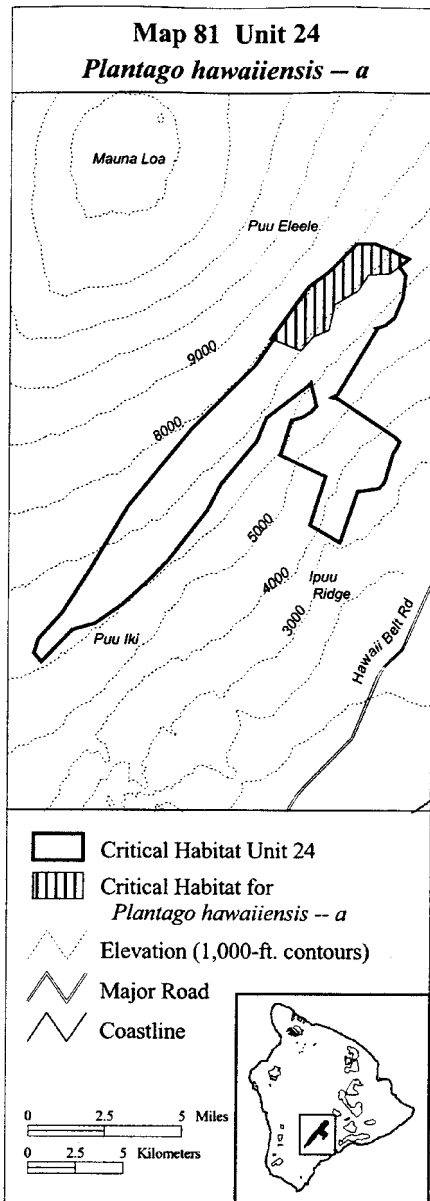 Map 81 Unit 24
Plantago hawaiiensis -- a
Mauna Loa
Puu Eleele
9000
8000
5000
4000
3000
Ipuu
Ridge
Puu Iki
Hawaii Belt Rd
Critical Habitat Unit 24
Critical Habitat for
Plantago hawaiiensis -- a
Elevation (1,000-ft. contours)
Major Road
Coastline
0 2.5 5 Miles
0 2.5 5 Kilometers